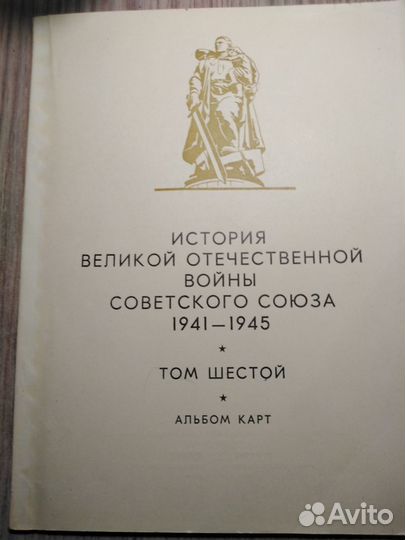 ИСТОРИЯ
ВЕЛИКОЙ ОТЕЧЕСТВЕННОЙ
ВОЙНЫ
СОВЕТСКОГО СОЮЗА
1941—1945
★
ТОМ ШЕСТОЙ
★
АЛЬБОМ КАРТ
Avito